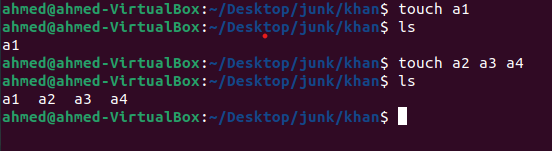 ahmed@ahmed-VirtualBox:~/Desktop/junk/khan$ touch a1
ahmed@ahmed-VirtualBox:~/Desktop/junk/khan$ ls
a1
ahmed@ahmed-VirtualBox:~/Desktop/junk/khan$ touch a2 a3 a4
ahmed@ahmed-VirtualBox:~/Desktop/junk/khan$ ls
a1  a2  a3  a4
ahmed@ahmed-VirtualBox:~/Desktop/junk/khan$